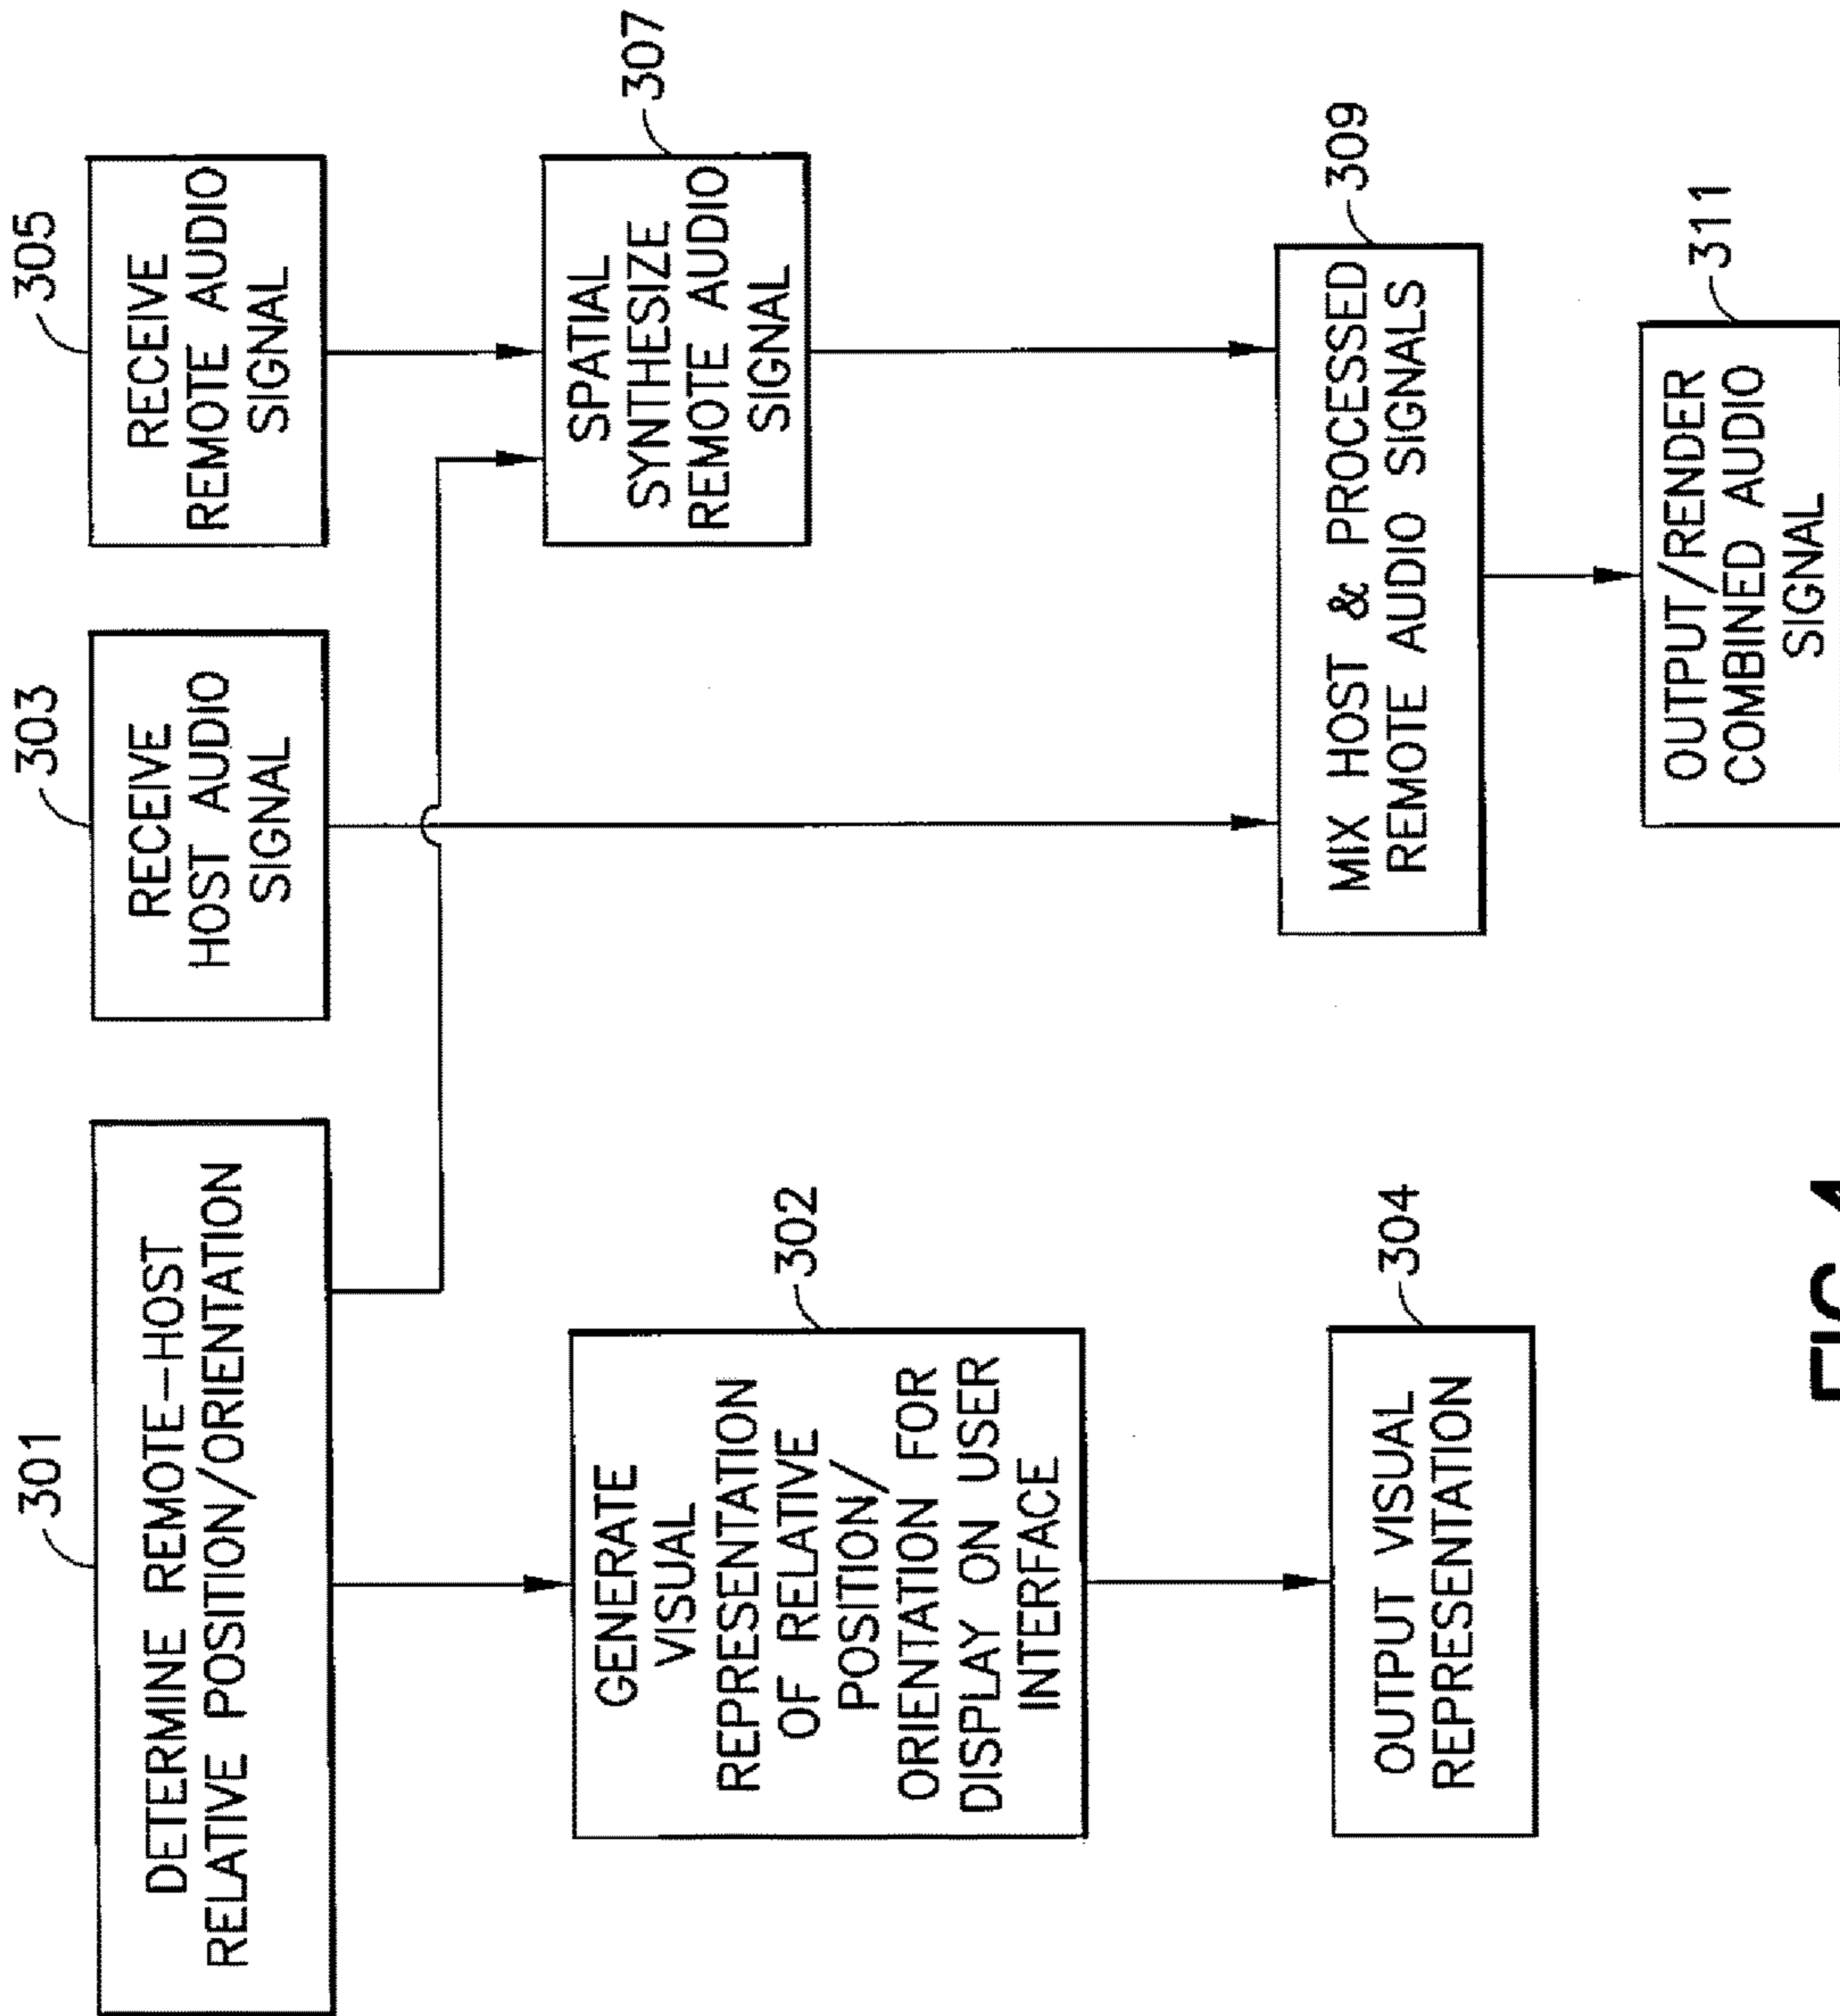 301
DETERMINE REMOTE-HOST
RELATIVE POSITION/ORIENTATION
303
RECEIVE
HOST AUDIO
SIGNAL
305
RECEIVE
REMOTE AUDIO
SIGNAL
302
GENERATE
VISUAL
REPRESENTATION
OF RELATIVE
POSITION/
ORIENTATION FOR
DISPLAY ON USER
INTERFACE
307
SPATIAL
SYNTHESIZE
REMOTE AUDIO
SIGNAL
304
OUTPUT VISUAL
REPRESENTATION
309
MIX HOST & PROCESSED
REMOTE AUDIO SIGNALS
311
OUTPUT/RENDER
COMBINED AUDIO
SIGNAL